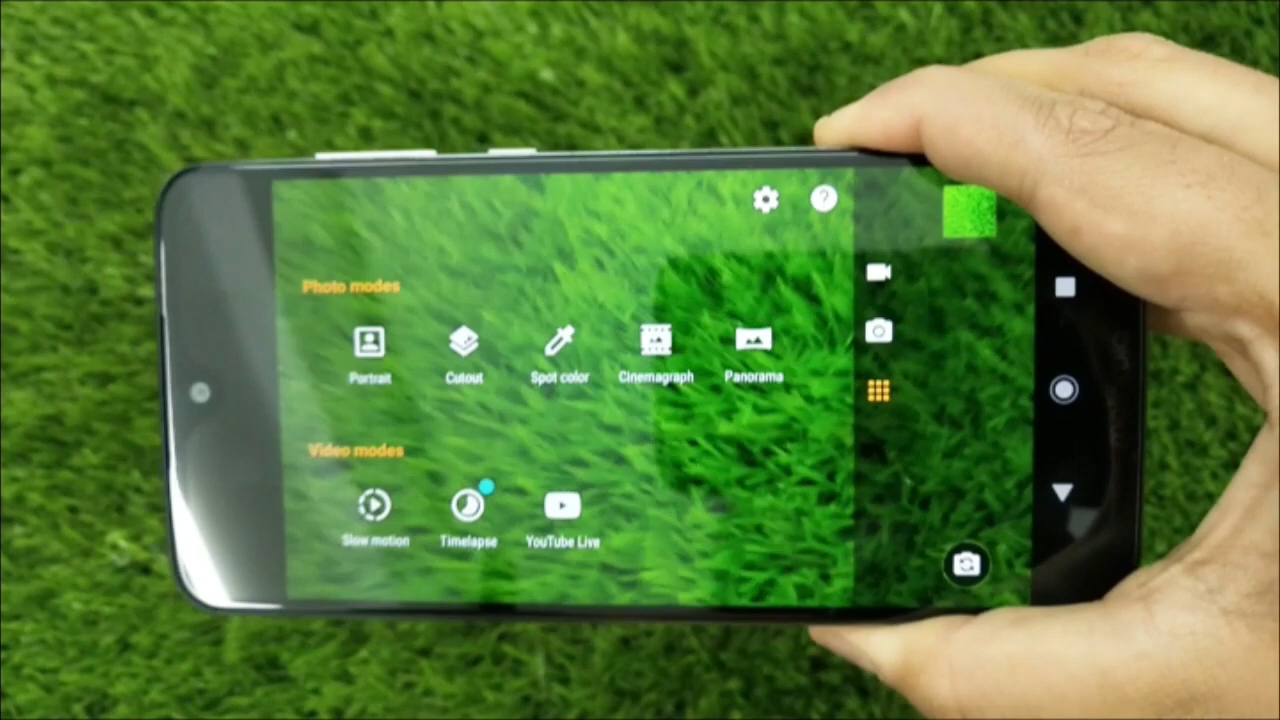 Photo modes
Portrait
Cutout
Spot color
Cinemagraph
Panorama
Video modes
Slow motion
Timelapse
YouTube Live